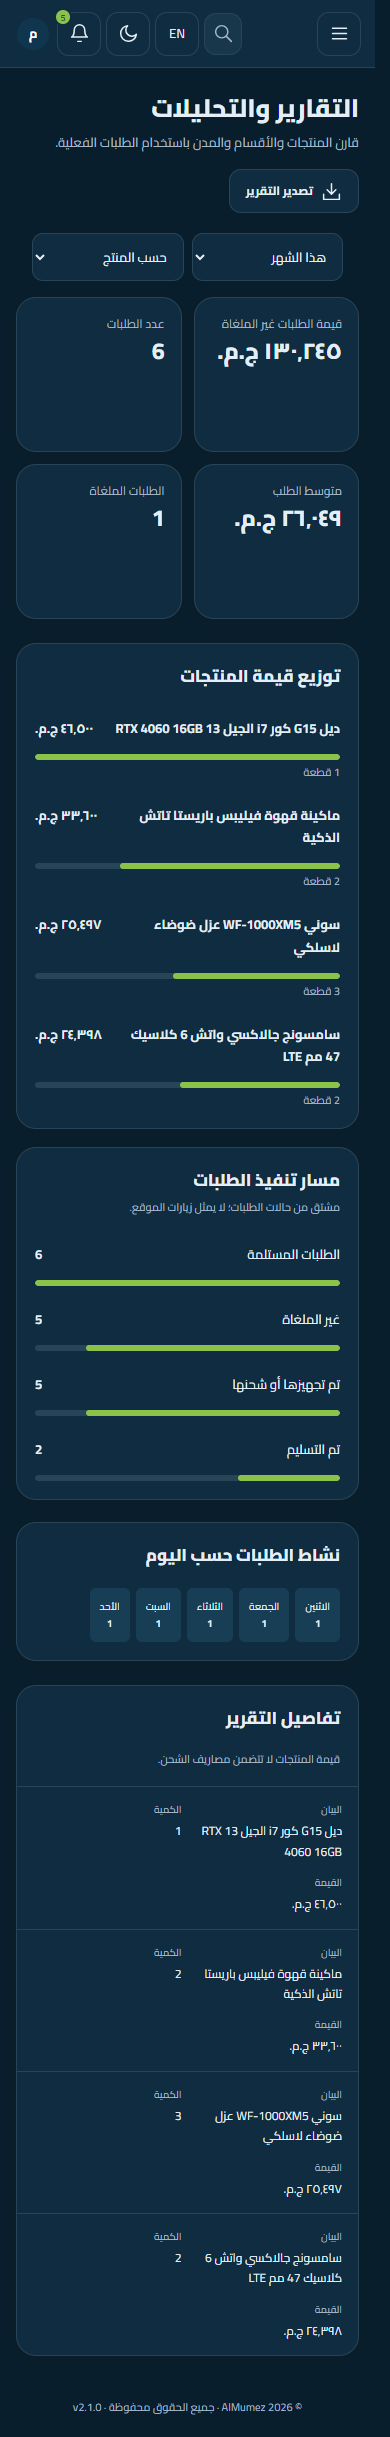 EN
5
م
التقارير والتحليلات
قارن المنتجات والأقسام والمدن باستخدام الطلبات الفعلية.
تصدير التقرير
هذا الشهر
حسب المنتج
قيمة الطلبات غير الملغاة
١٣٠٬٢٤٥ ج.م.
عدد الطلبات
6
متوسط الطلب
٢٦٬٠٤٩ ج.م.
الطلبات الملغاة
1
توزيع قيمة المنتجات
ديل G15 كور i7 الجيل 13 RTX 4060 16GB
٤٦٬٥٠٠ ج.م.
1 قطعة
ماكينة قهوة فيليبس باريستا تاتش
الذكية
٣٣٬٦٠٠ ج.م.
2 قطعة
سوني WF-1000XM5 عزل ضوضاء
لاسلكي
٢٥٬٤٩٧ ج.م.
3 قطعة
سامسونج جالاكسي واتش 6 كلاسيك
47 مم LTE
٢٤٬٣٩٨ ج.م.
2 قطعة
مسار تنفيذ الطلبات
مشتق من حالات الطلبات؛ لا يمثل زيارات الموقع.
الطلبات المستلمة
6
غير الملغاة
5
تم تجهيزها أو شحنها
5
تم التسليم
2
نشاط الطلبات حسب اليوم
الاثنين
1
الجمعة
1
الثلاثاء
1
السبت
1
الأحد
1
تفاصيل التقرير
قيمة المنتجات لا تتضمن مصاريف الشحن.
البيان
الكمية
ديل G15 كور i7 الجيل 13 RTX
4060 16GB
1
القيمة
٤٦٬٥٠٠ ج.م.
البيان
الكمية
ماكينة قهوة فيليبس باريستا
تاتش الذكية
2
القيمة
٣٣٬٦٠٠ ج.م.
البيان
الكمية
سوني WF-1000XM5 عزل
ضوضاء لاسلكي
3
القيمة
٢٥٬٤٩٧ ج.م.
البيان
الكمية
سامسونج جالاكسي واتش 6
كلاسيك 47 مم LTE
2
القيمة
٢٤٬٣٩٨ ج.م.
© 2026 AlMumez · جميع الحقوق محفوظة · v2.1.0